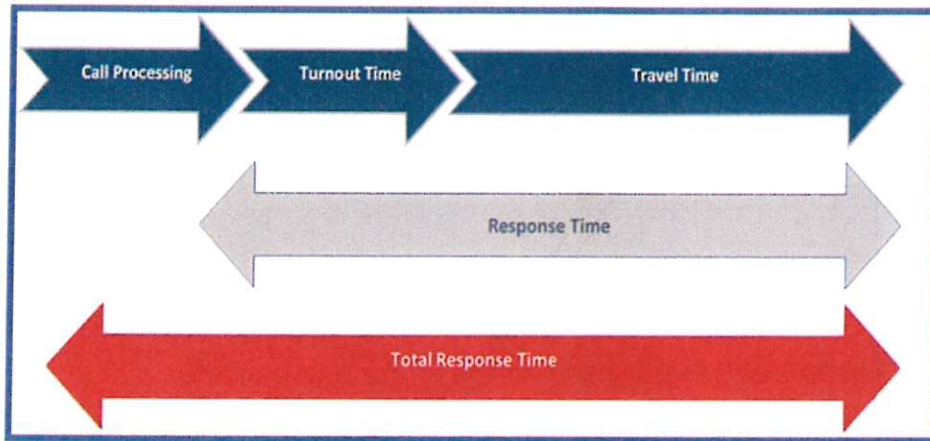 Call Processing
Turnout Time
Travel Time
Response Time
Total Response Time